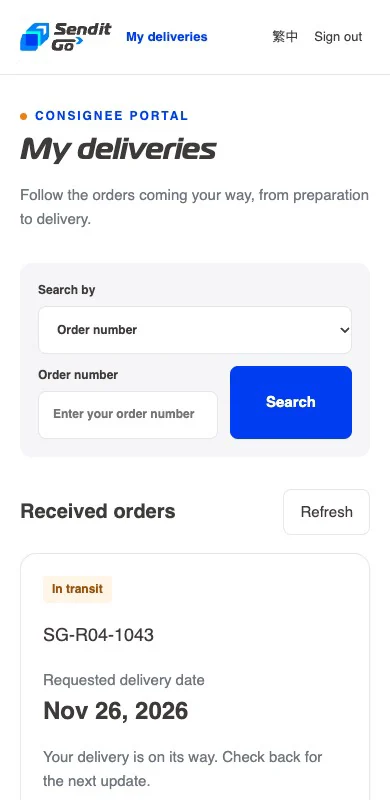 Sendit
Go
My deliveries
繁中
Sign out
CONSIGNEE PORTAL
My deliveries
Follow the orders coming your way, from preparation
to delivery.
Search by
Order number
Order number
Enter your order number
Search
Received orders
Refresh
In transit
SG-R04-1043
Requested delivery date
Nov 26, 2026
Your delivery is on its way. Check back for
the next update.